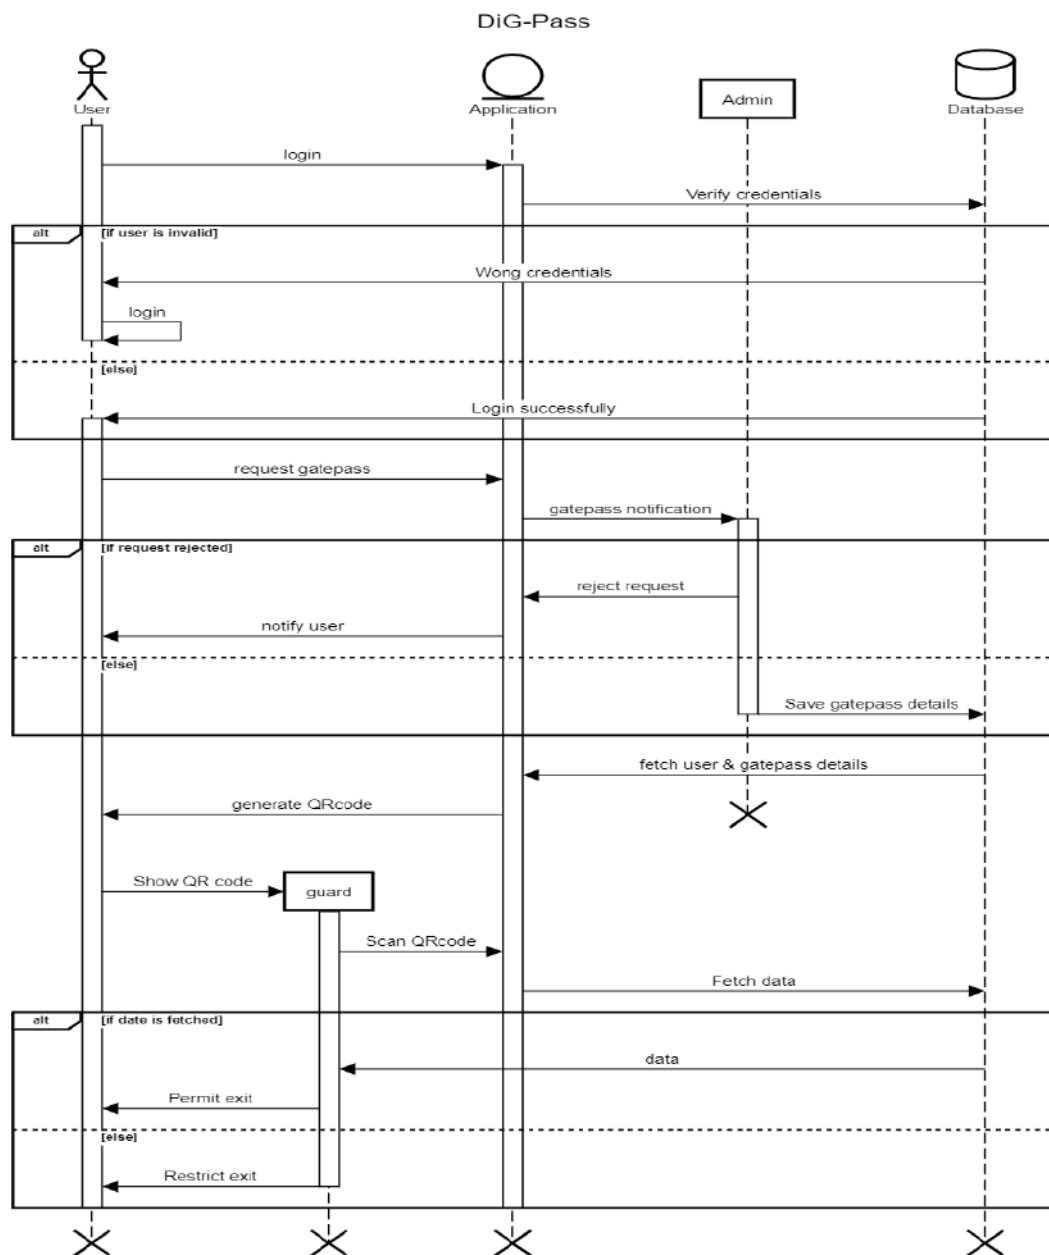 DiG-Pass
User
Application
Admin
Database
login
Verify credentials
alt
[if user is invalid]
Wong credentials
login
[else]
Login successfully
request gatepass
gatepass notification
alt
[if request rejected]
reject request
notify user
[else]
Save gatepass details
fetch user & gatepass details
generate QRcode
Show QR code
guard
Scan QRcode
Fetch data
alt
[if date is fetched]
data
Permit exit
[else]
Restrict exit